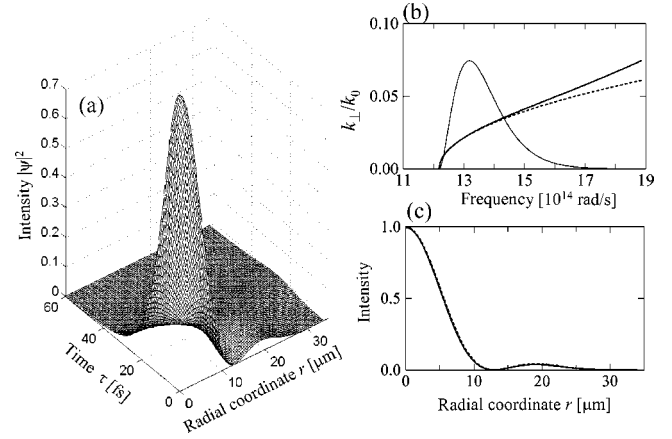 (a)
Intensity |ψ|²
0.7
0.6
0.5
0.4
0.3
0.2
0.1
0
60
40
20
0
Time τ [fs]
0
10
20
30
Radial coordinate r [μm]
(b)
k⊥/k0
0.10
0.05
0.00
11 13 15 17 19
Frequency [10¹⁴ rad/s]
(c)
Intensity
1.0
0.5
0.0
0 10 20 30
Radial coordinate r [μm]